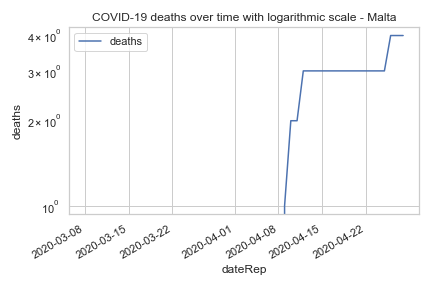 COVID-19 deaths over time with logarithmic scale - Malta
deaths
4 × 10⁰
3 × 10⁰
2 × 10⁰
10⁰
deaths
2020-03-08
2020-03-15
2020-03-22
2020-04-01
2020-04-08
2020-04-15
2020-04-22
dateRep